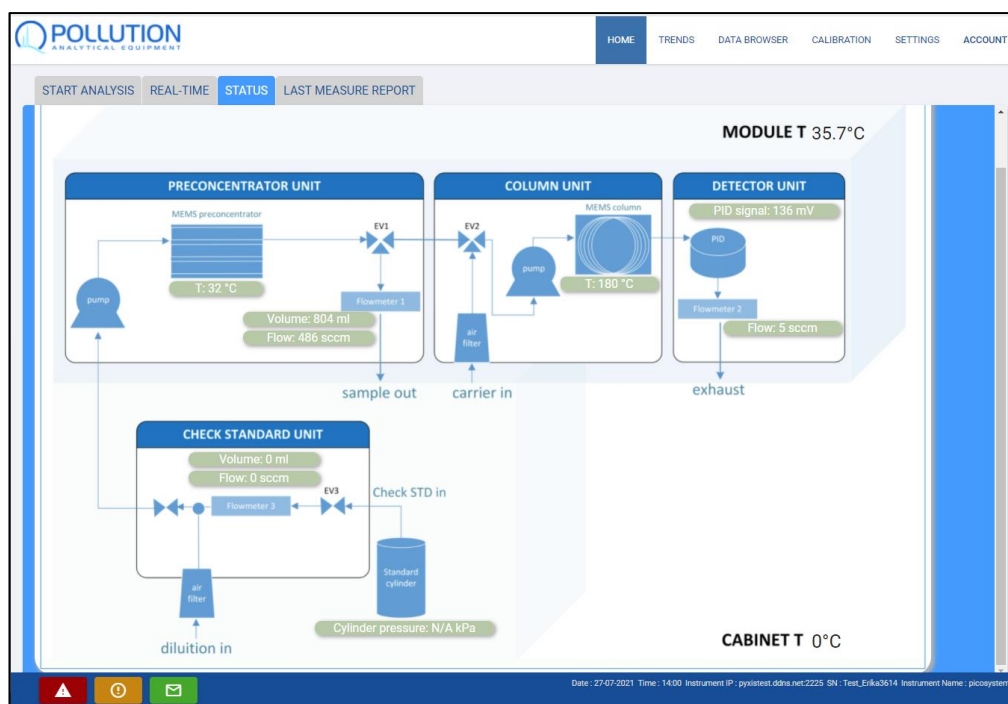 POLLUTION
ANALYTICAL EQUIPMENT
HOME TRENDS DATA BROWSER CALIBRATION SETTINGS ACCOUNT
START ANALYSIS REAL-TIME STATUS LAST MEASURE REPORT
MODULE T 35.7°C
PRECONCENTRATOR UNIT
MEMS preconcentrator
T: 32 °C
pump
EV1
Flowmeter 1
Volume: 804 ml
Flow: 486 sccm
sample out
COLUMN UNIT
EV2
MEMS column
pump
T: 180 °C
air
filter
carrier in
DETECTOR UNIT
PID signal: 136 mV
PID
Flowmeter 2
Flow: 5 sccm
exhaust
CHECK STANDARD UNIT
Volume: 0 ml
Flow: 0 sccm
Flowmeter 3
EV3
Check STD in
Standard
cylinder
Cylinder pressure: N/A kPa
air
filter
diluition in
CABINET T 0°C
Date : 27-07-2021 Time : 14:00 Instrument IP : pyxistest.ddns.net:2225 SN : Test_Erika3614 Instrument Name : picosystem